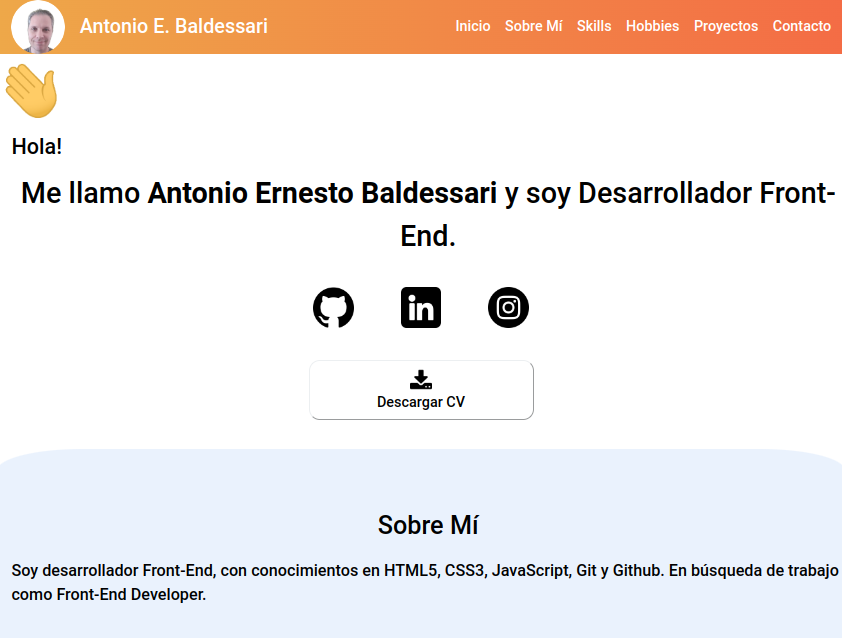 Antonio E. Baldessari
Inicio Sobre Mí Skills Hobbies Proyectos Contacto
Hola!
Me llamo Antonio Ernesto Baldessari y soy Desarrollador Front-
End.
in
Descargar CV
Sobre Mí
Soy desarrollador Front-End, con conocimientos en HTML5, CSS3, JavaScript, Git y Github. En búsqueda de trabajo
como Front-End Developer.